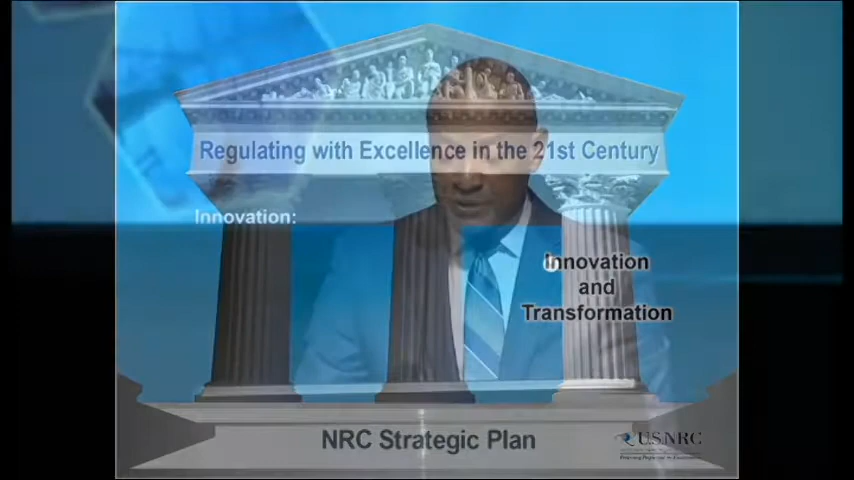 Regulating with Excellence in the 21st Century
Innovation:
Innovation
and
Transformation
NRC Strategic Plan
U.S.NRC